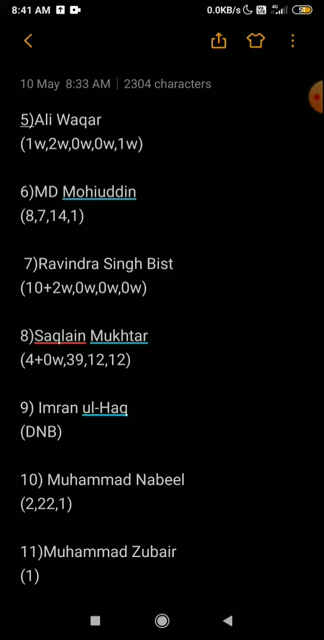 8:41 AM 0.0KB/s 4G 51
10 May 8:33 AM | 2304 characters
5)Ali Waqar
(1w,2w,0w,0w,1w)
6)MD Mohiuddin
(8,7,14,1)
7)Ravindra Singh Bist
(10+2w,0w,0w,0w)
8)Saqlain Mukhtar
(4+0w,39,12,12)
9) Imran ul-Haq
(DNB)
10) Muhammad Nabeel
(2,22,1)
11)Muhammad Zubair
(1)